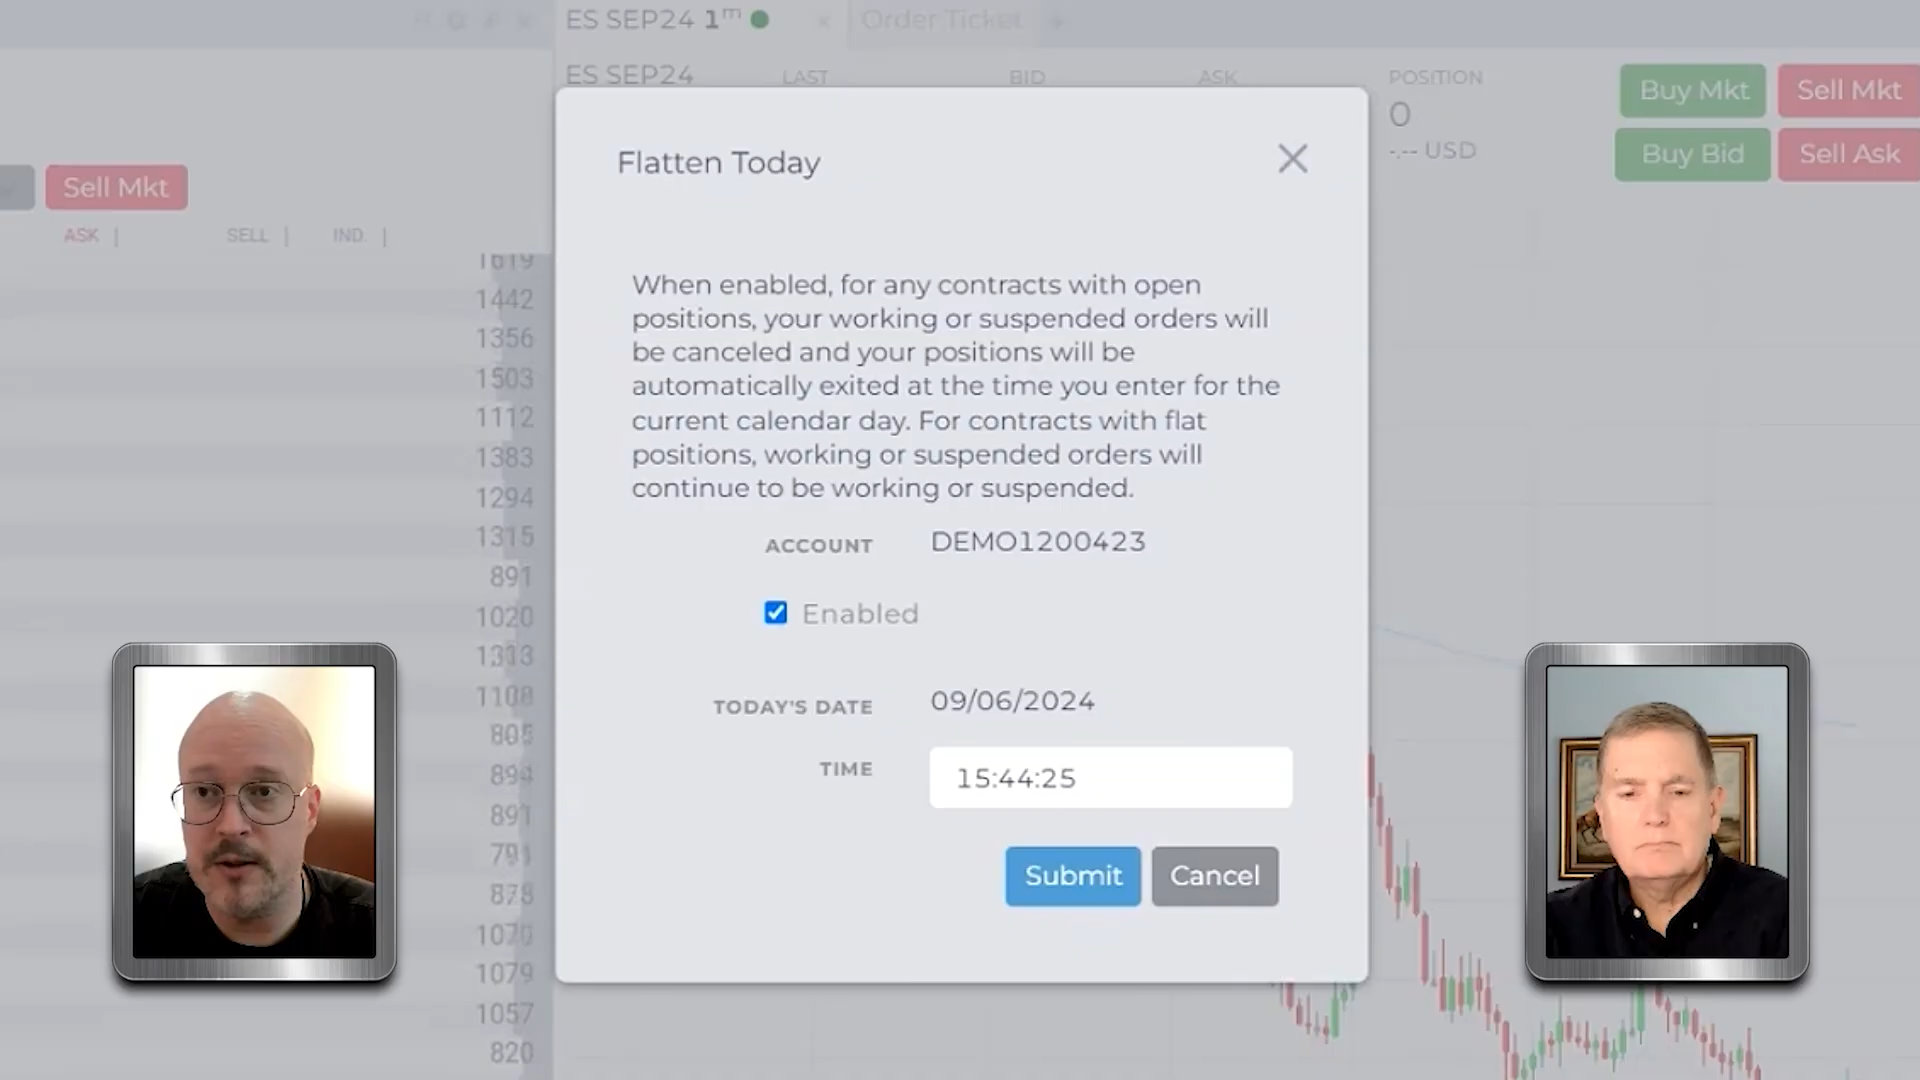 ES SEP24 1m
Order Ticket
ES SEP24 LAST BID ASK POSITION
0
-.-- USD
Buy Mkt Sell Mkt
Buy Bid Sell Ask
Sell Mkt
ASK SELL IND.
1619
1442
1356
1503
1112
1383
1294
1315
891
1020
1313
1108
805
894
891
791
878
1070
1079
1057
820
Flatten Today
When enabled, for any contracts with open
positions, your working or suspended orders will
be canceled and your positions will be
automatically exited at the time you enter for the
current calendar day. For contracts with flat
positions, working or suspended orders will
continue to be working or suspended.
ACCOUNT DEMO1200423
Enabled
TODAY'S DATE 09/06/2024
TIME 15:44:25
Submit Cancel